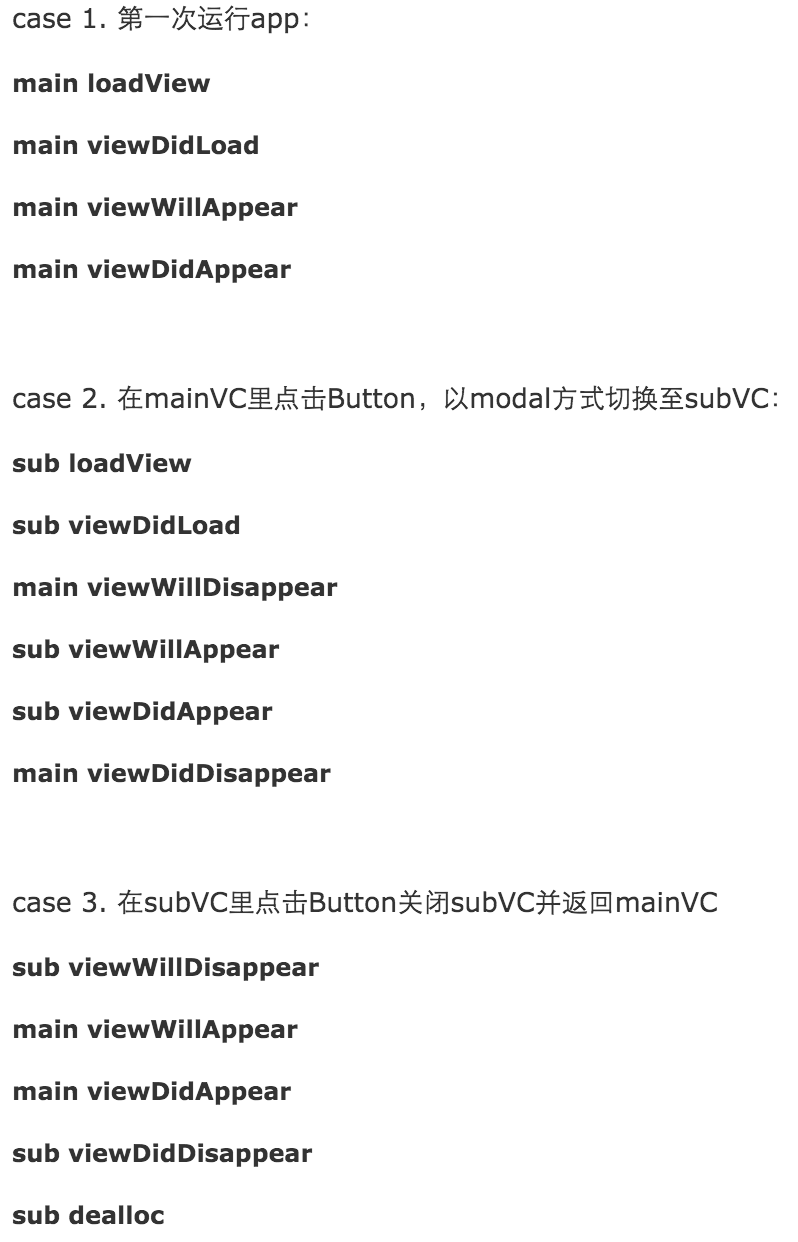 case 1. 第一次运行app：
main loadView
main viewDidLoad
main viewWillAppear
main viewDidAppear
case 2. 在mainVC里点击Button，以modal方式切换至subVC：
sub loadView
sub viewDidLoad
main viewWillDisappear
sub viewWillAppear
sub viewDidAppear
main viewDidDisappear
case 3. 在subVC里点击Button关闭subVC并返回mainVC
sub viewWillDisappear
main viewWillAppear
main viewDidAppear
sub viewDidDisappear
sub dealloc